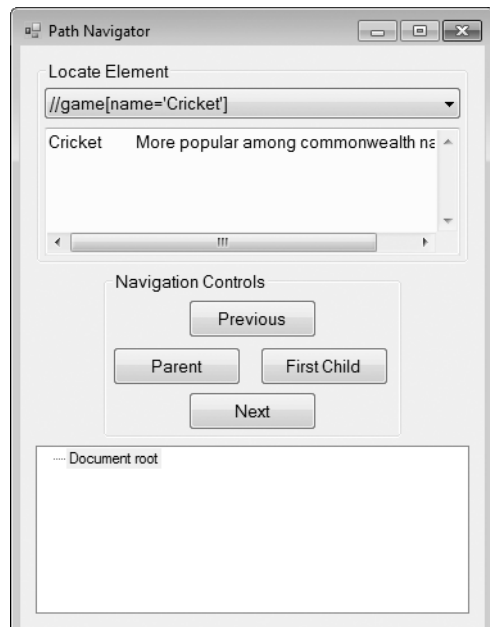 Path Navigator
Locate Element
//game[name='Cricket']
Cricket More popular among commonwealth na
Navigation Controls
Previous
Parent First Child
Next
Document root